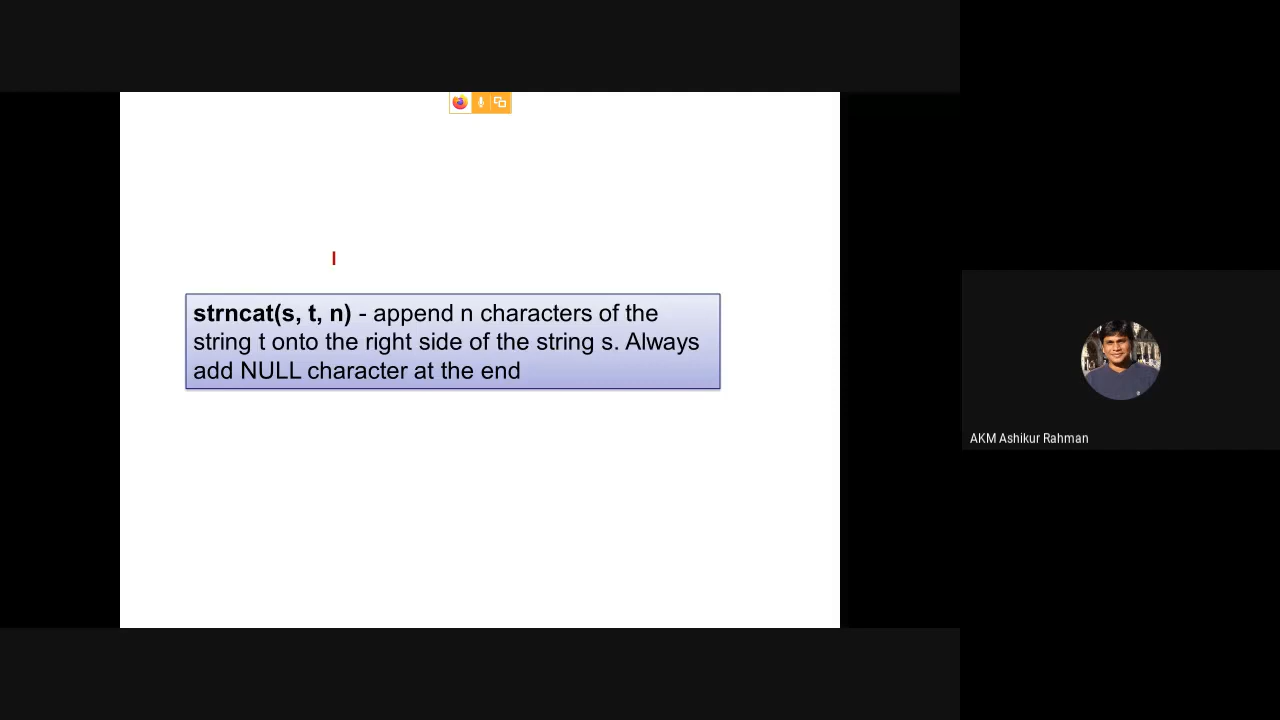 strncat(s, t, n) - append n characters of the
string t onto the right side of the string s. Always
add NULL character at the end
AKM Ashikur Rahman